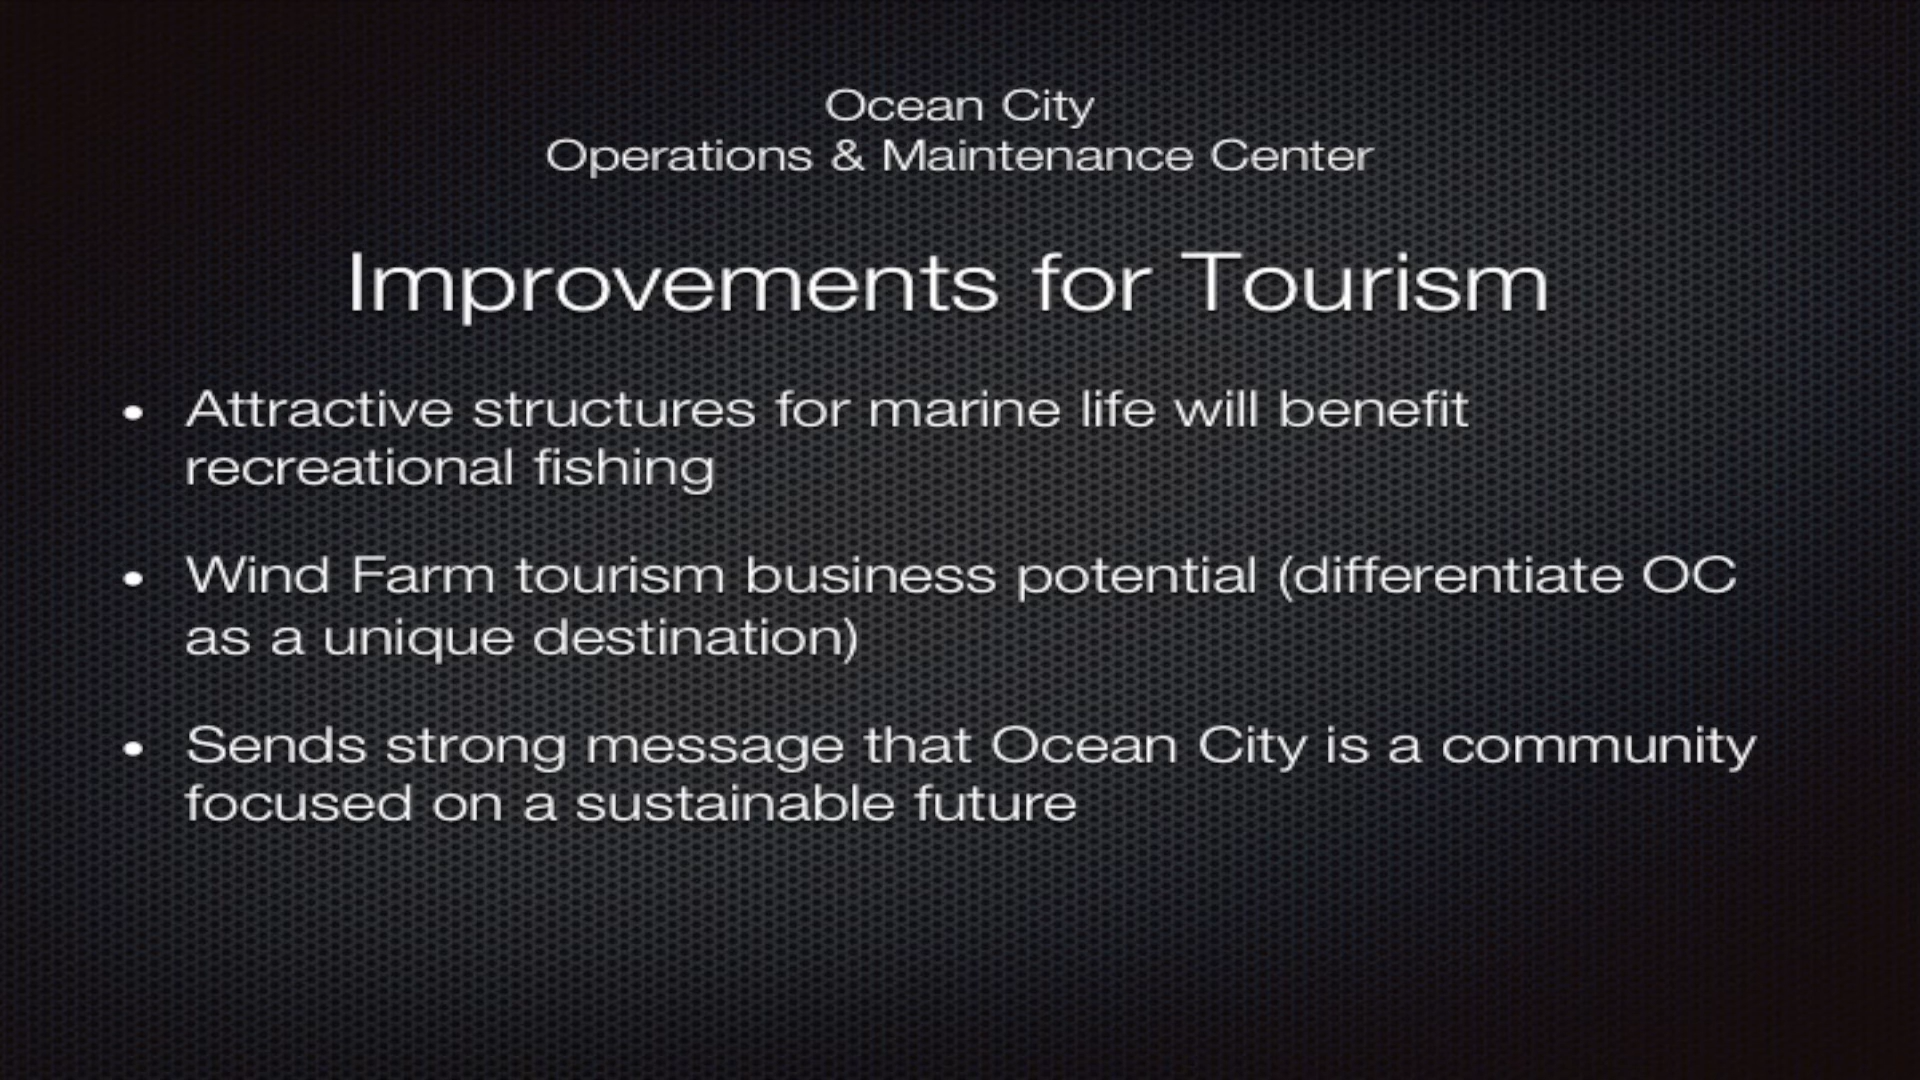 Ocean City
Operations & Maintenance Center
Improvements for Tourism
• Attractive structures for marine life will benefit
recreational fishing
• Wind Farm tourism business potential (differentiate OC
as a unique destination)
• Sends strong message that Ocean City is a community
focused on a sustainable future